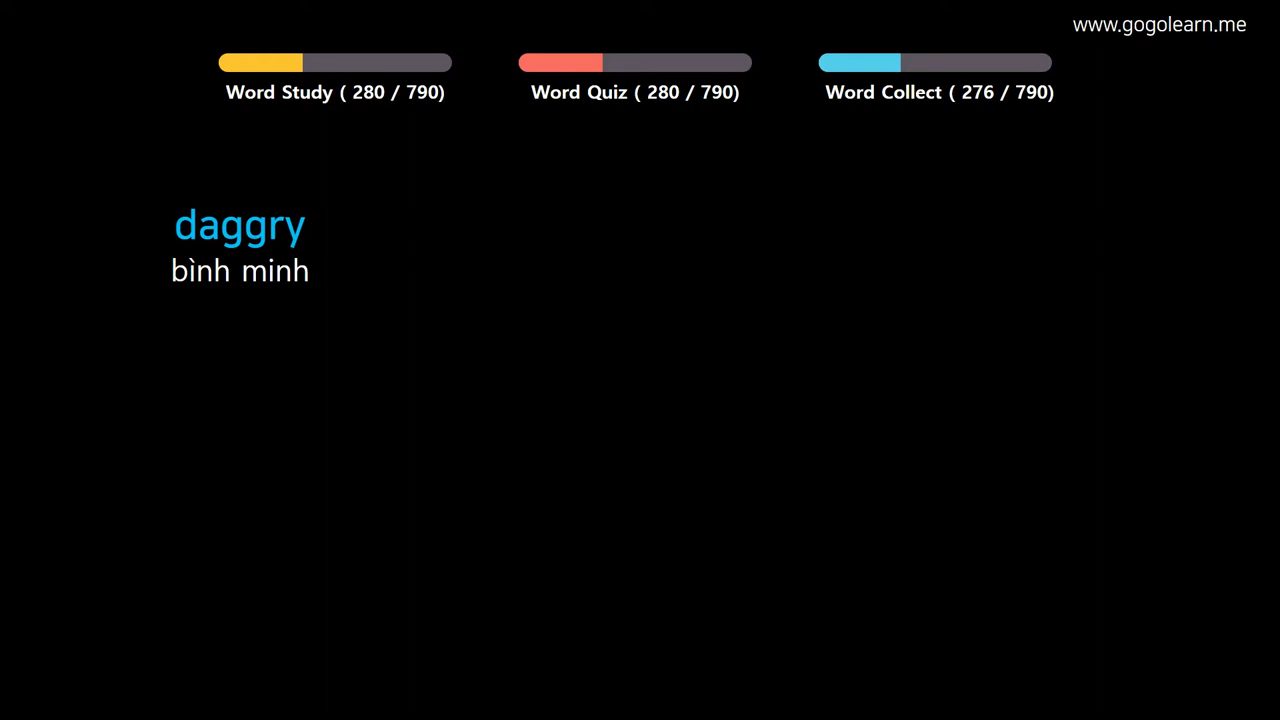 www.gogolearn.me
Word Study ( 280 / 790)
Word Quiz ( 280 / 790)
Word Collect ( 276 / 790)
daggry
bình minh